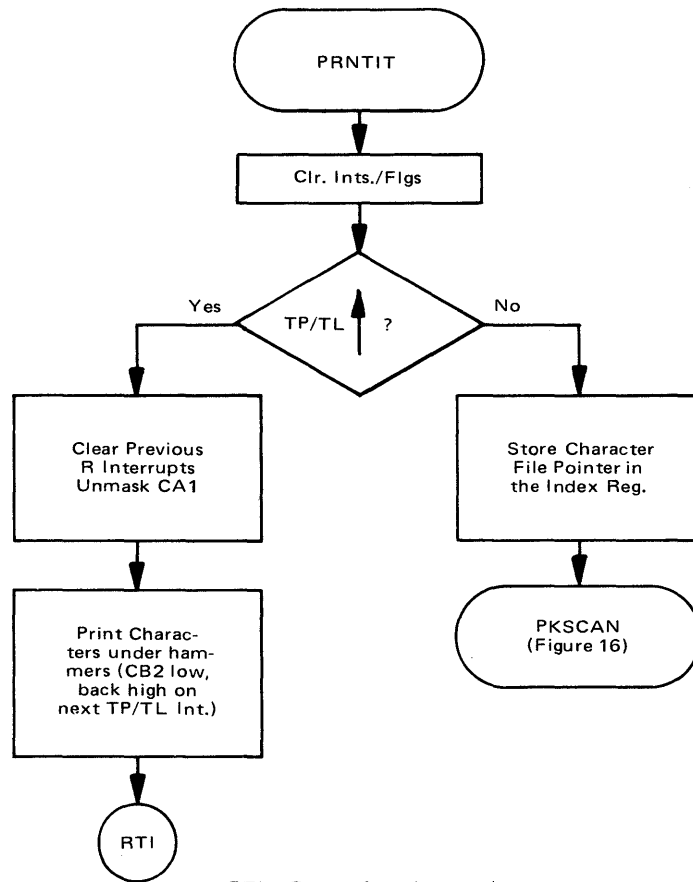 PRNTIT
Clr. Ints./Flgs
Yes
TP/TL ?
No
Clear Previous
R Interrupts
Unmask CA1
Store Character
File Pointer in
the Index Reg.
Print Charac-
ters under ham-
mers (CB2 low,
back high on
next TP/TL Int.)
PKSCAN
(Figure 16)
RTI